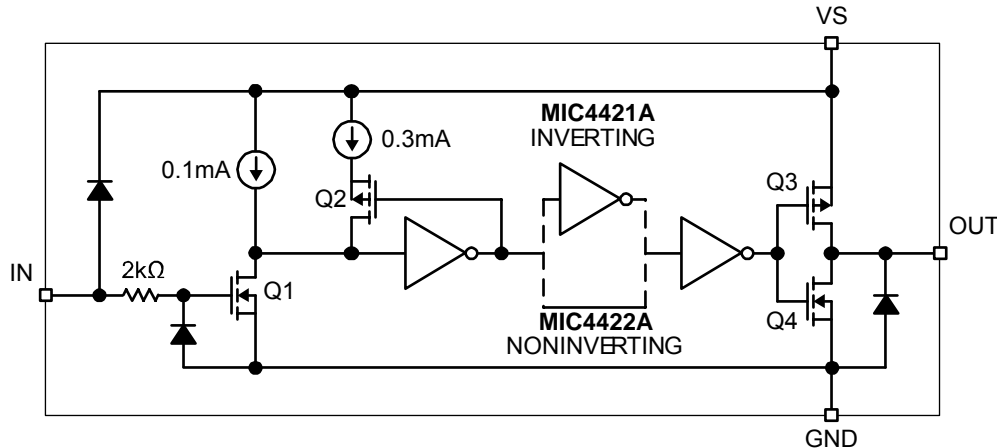 VS
MIC4421A
INVERTING
0.3mA
0.1mA
Q2
Q3
OUT
IN
2kΩ
Q1
Q4
MIC4422A
NONINVERTING
GND